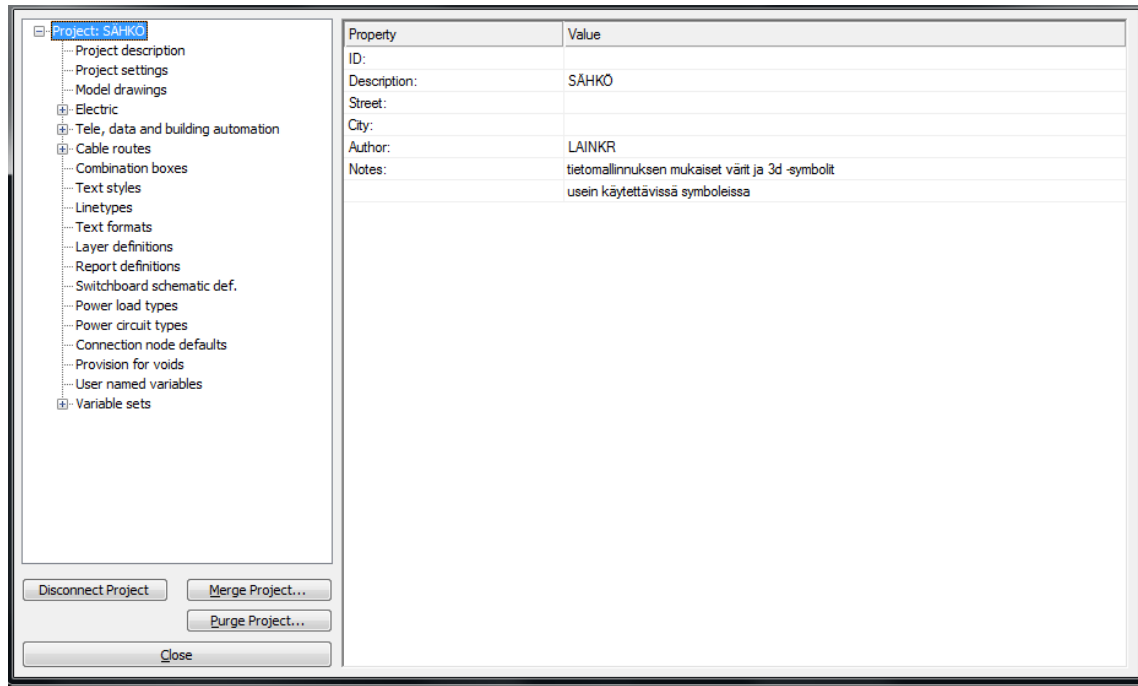 Project: SÄHKÖ
Project description
Project settings
Model drawings
Electric
Tele, data and building automation
Cable routes
Combination boxes
Text styles
Linetypes
Text formats
Layer definitions
Report definitions
Switchboard schematic def.
Power load types
Power circuit types
Connection node defaults
Provision for voids
User named variables
Variable sets
Disconnect Project
Merge Project...
Purge Project...
Close
Property Value
ID:
Description: SÄHKÖ
Street:
City:
Author: LAINKR
Notes: tietomallinnuksen mukaiset värit ja 3d -symbolit
usein käytettävissä symboleissa